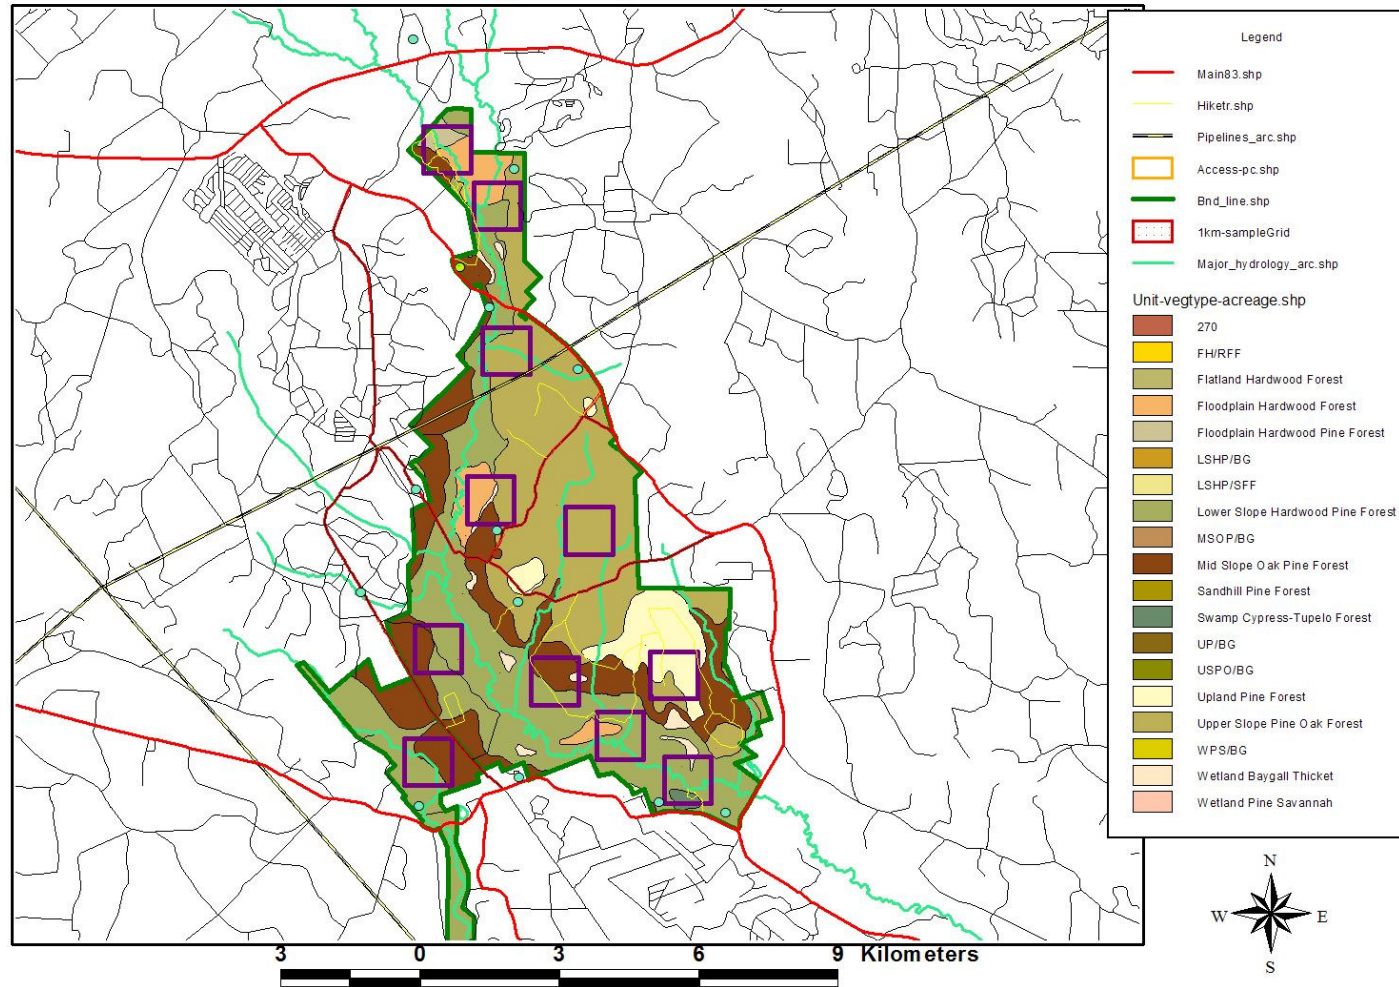 Legend
Main83.shp
Hiketr.shp
Pipelines_arc.shp
Access-pc.shp
Bnd_line.shp
1km-sampleGrid
Major_hydrology_arc.shp
Unit-vegtype-acreage.shp
270
FH/RFF
Flatland Hardwood Forest
Floodplain Hardwood Forest
Floodplain Hardwood Pine Forest
LSHP/BG
LSHP/SFF
Lower Slope Hardwood Pine Forest
MSOP/BG
Mid Slope Oak Pine Forest
Sandhill Pine Forest
Swamp Cypress-Tupelo Forest
UP/BG
USPO/BG
Upland Pine Forest
Upper Slope Pine Oak Forest
WPS/BG
Wetland Baygall Thicket
Wetland Pine Savannah
N
W E
S
3 0 3 6 9 Kilometers